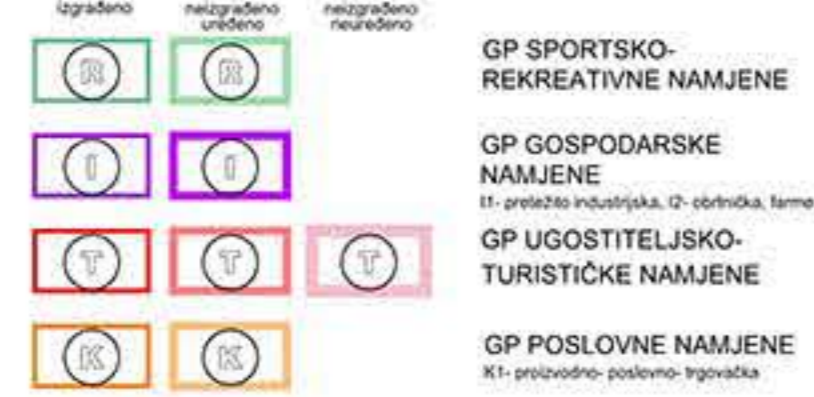 izgrađeno neizgrađeno neizgrađeno
uređeno neuređeno
R R GP SPORTSKO-
REKREATIVNE NAMJENE
I I GP GOSPODARSKE
NAMJENE
I1- pretežito industrijska, I2- obrtnička, farme
T T T GP UGOSTITELJSKO-
TURISTIČKE NAMJENE
K K GP POSLOVNE NAMJENE
K1- proizvodno- poslovno- trgovačka